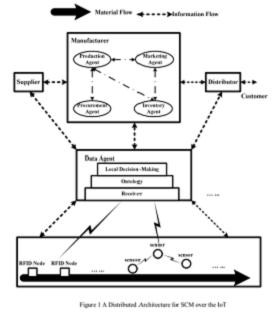 Material Flow
Information Flow
Manufacturer
Production
Agent
Marketing
Agent
Supplier
Distributor
Customer
Procurement
Agent
Inventory
Agent
Data Agent
Local Decision-Making
Ontology
Receiver
... ...
RFID Node
RFID Node
... ...
sensor
sensor
sensor
... ...
Figure 1 A Distributed Architecture for SCM over the IoT